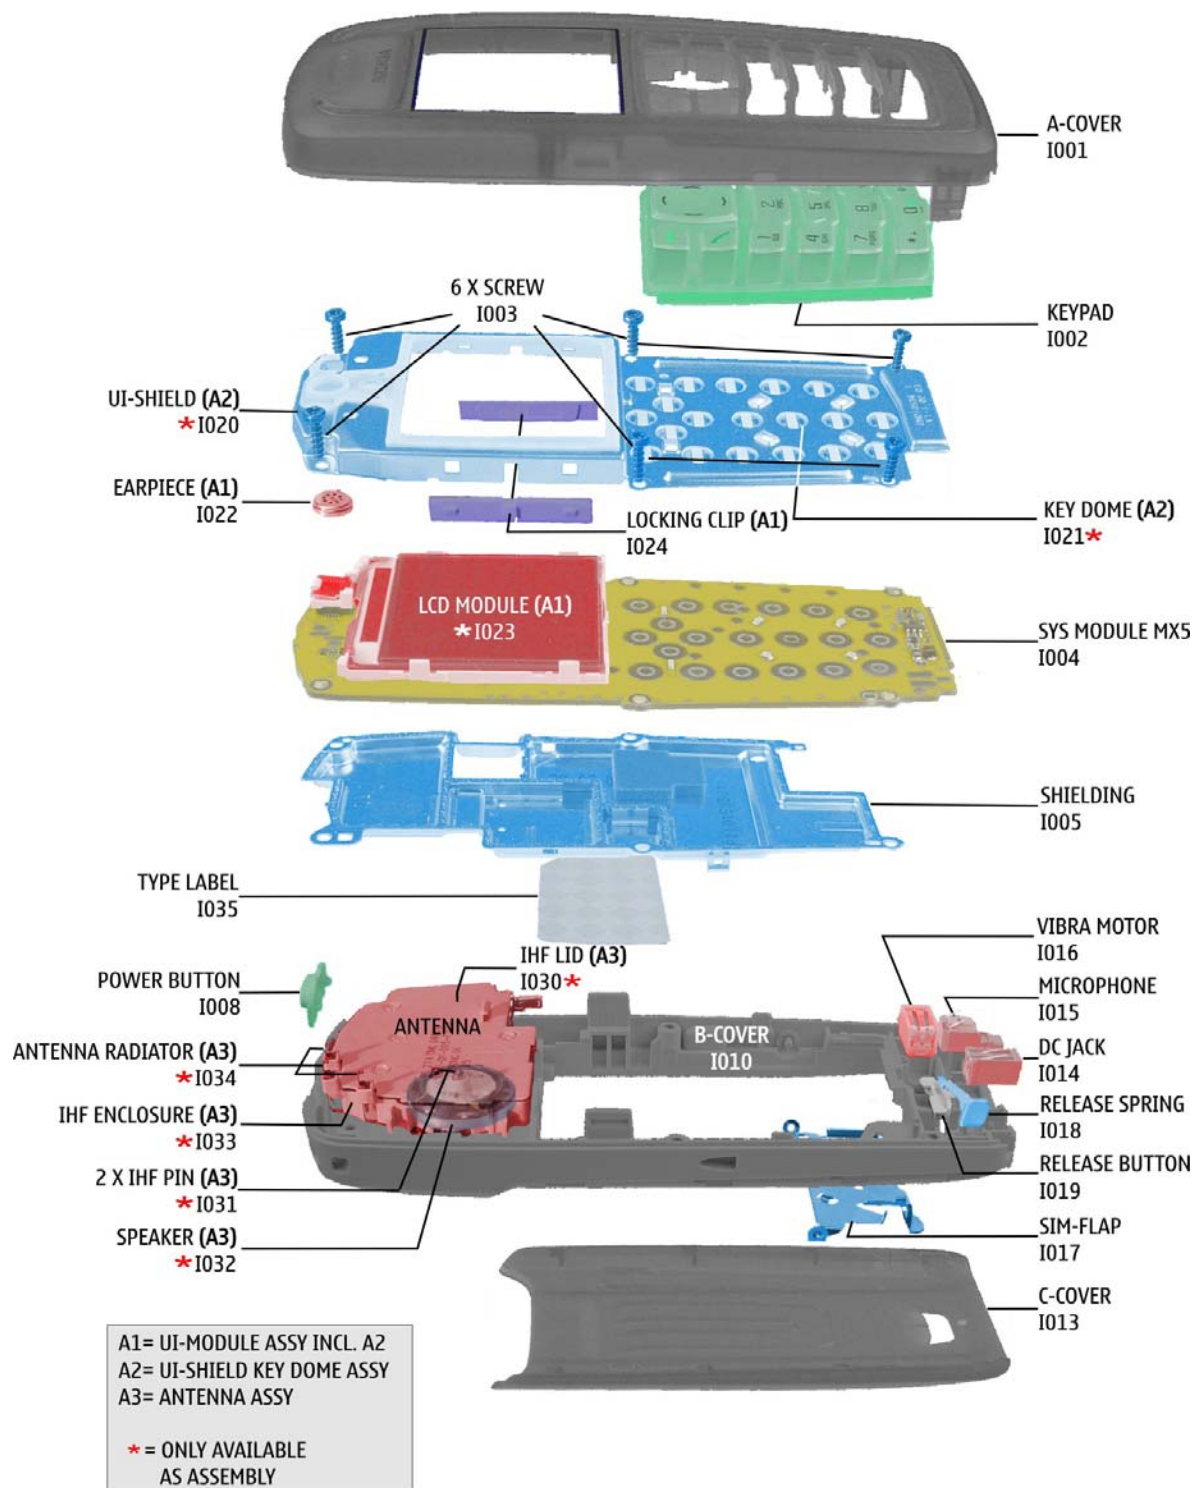 NOKIA
A-COVER
I001
KEYPAD
I002
6 X SCREW
I003
UI-SHIELD (A2)
*I020
EARPIECE (A1)
I022
LOCKING CLIP (A1)
I024
KEY DOME (A2)
I021*
LCD MODULE (A1)
*I023
SYS MODULE MX5
I004
SHIELDING
I005
TYPE LABEL
I035
IHF LID (A3)
I030*
POWER BUTTON
I008
ANTENNA
B-COVER
I010
VIBRA MOTOR
I016
MICROPHONE
I015
DC JACK
I014
ANTENNA RADIATOR (A3)
*I034
IHF ENCLOSURE (A3)
*I033
RELEASE SPRING
I018
2 X IHF PIN (A3)
*I031
RELEASE BUTTON
I019
SPEAKER (A3)
*I032
SIM-FLAP
I017
C-COVER
I013
A1= UI-MODULE ASSY INCL. A2
A2= UI-SHIELD KEY DOME ASSY
A3= ANTENNA ASSY
* = ONLY AVAILABLE
AS ASSEMBLY